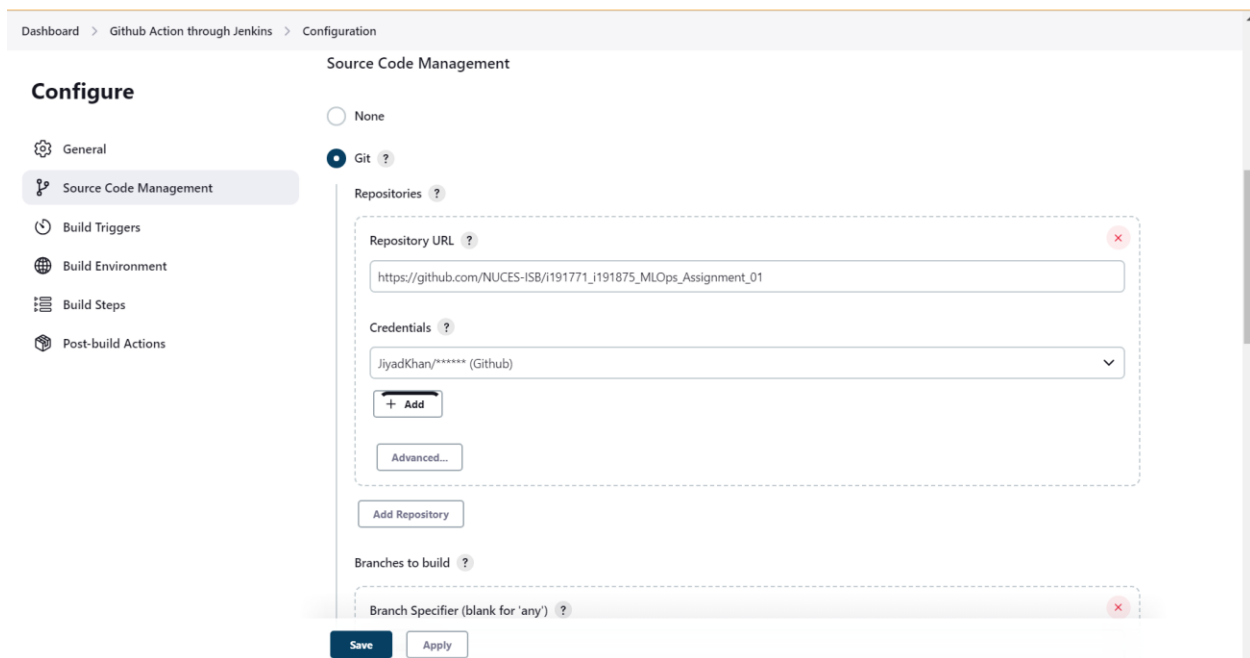 Dashboard > Github Action through Jenkins > Configuration
Configure
General
Source Code Management
Build Triggers
Build Environment
Build Steps
Post-build Actions
Source Code Management
None
Git ?
Repositories ?
Repository URL ?
https://github.com/NUCES-ISB/i191771_i191875_MLOps_Assignment_01
Credentials ?
JiyadKhan/****** (Github)
+ Add
Advanced...
Add Repository
Branches to build ?
Branch Specifier (blank for 'any') ?
Save Apply